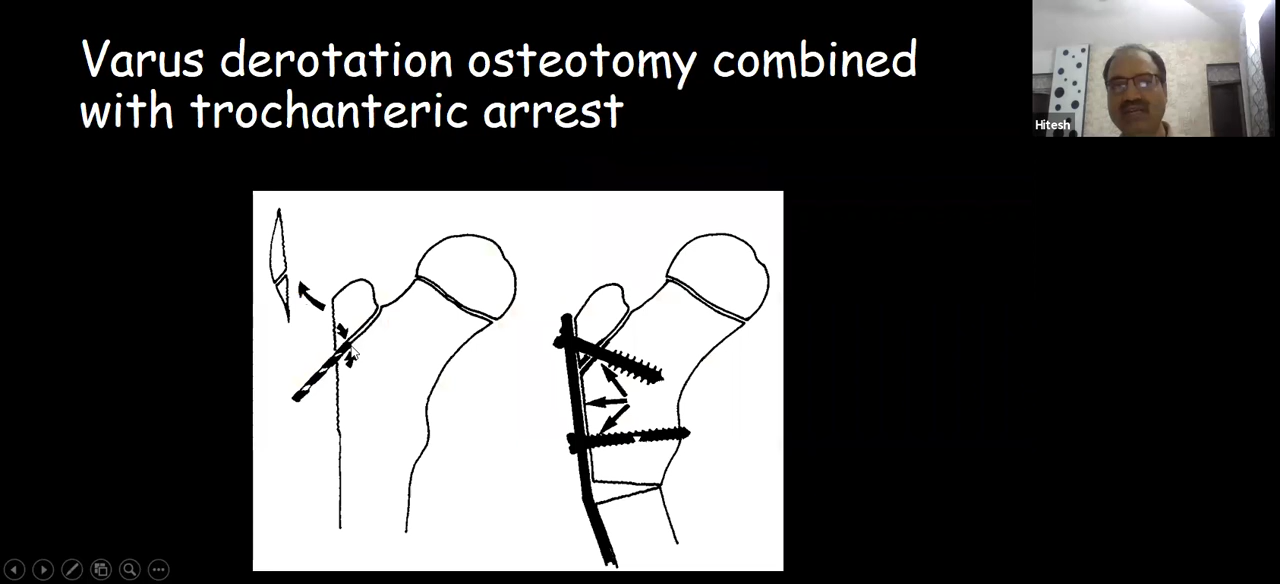 Varus derotation osteotomy combined
with trochanteric arrest
Hitesh